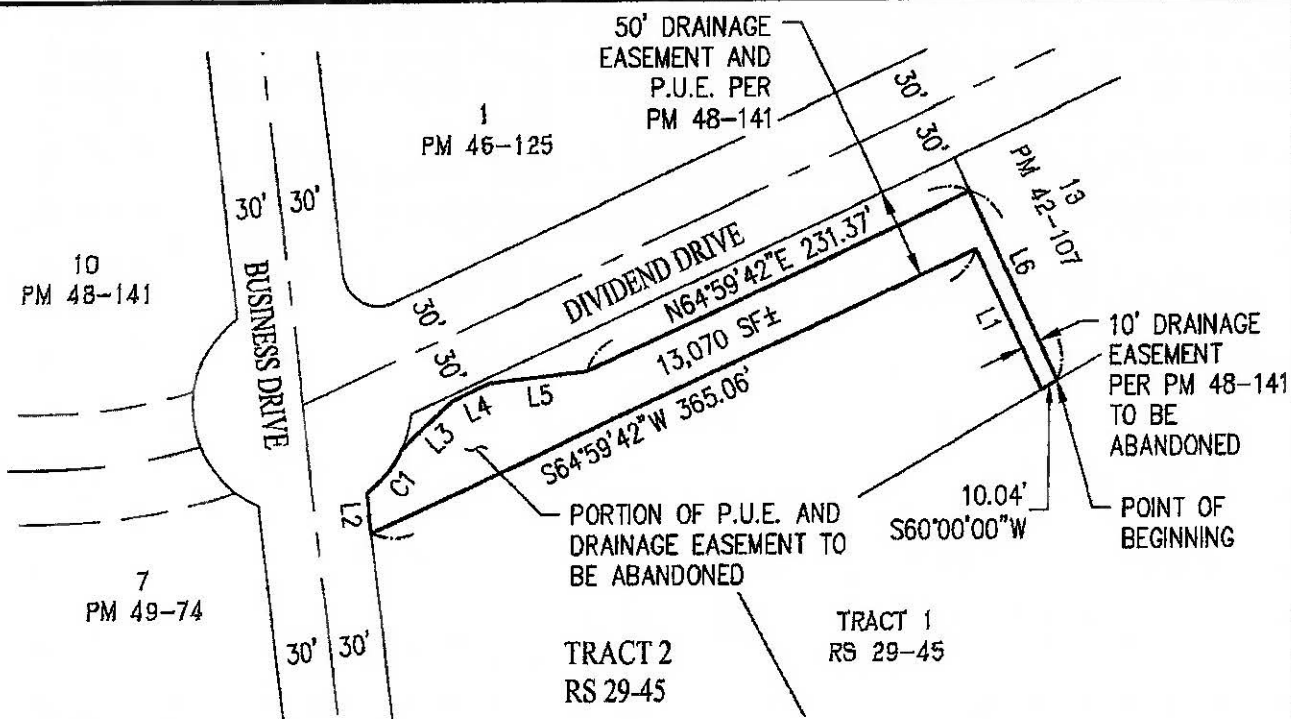 50' DRAINAGE
EASEMENT AND
P.U.E. PER
PM 48-141
1
PM 46-125
30'
30'
13
PM 42-107
30' 30'
10
PM 48-141
BUSINESS DRIVE
DIVIDEND DRIVE
30'
30'
N64°59'42"E 231.37'
L6
L1
13,070 SF±
10' DRAINAGE
EASEMENT
PER PM 48-141
TO BE
ABANDONED
L5
L4
L3
C1
L2
S64°59'42"W 365.06'
10.04'
S60°00'00"W
POINT OF
BEGINNING
PORTION OF P.U.E. AND
DRAINAGE EASEMENT TO
BE ABANDONED
7
PM 49-74
30' 30'
TRACT 2
RS 29-45
TRACT 1
RS 29-45